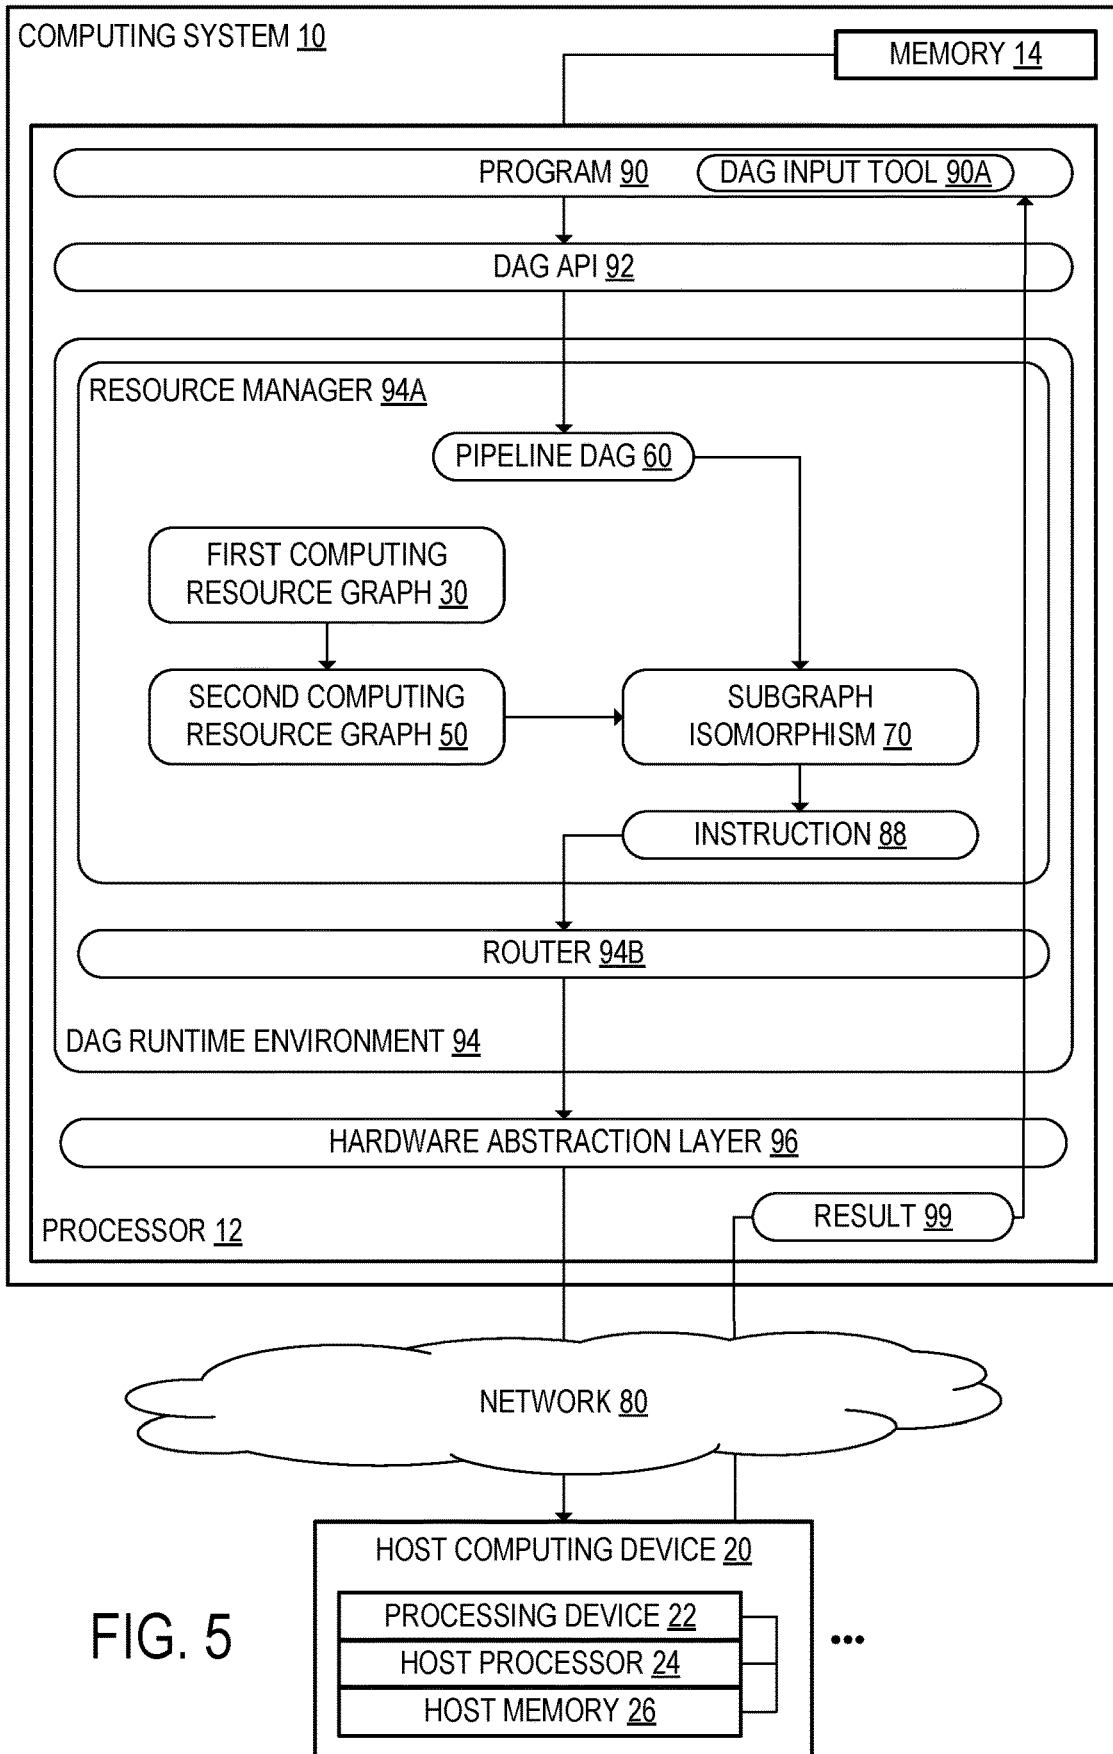 COMPUTING SYSTEM 10
MEMORY 14
PROGRAM 90
DAG INPUT TOOL 90A
DAG API 92
RESOURCE MANAGER 94A
PIPELINE DAG 60
FIRST COMPUTING
RESOURCE GRAPH 30
SECOND COMPUTING
RESOURCE GRAPH 50
SUBGRAPH
ISOMORPHISM 70
INSTRUCTION 88
ROUTER 94B
DAG RUNTIME ENVIRONMENT 94
HARDWARE ABSTRACTION LAYER 96
RESULT 99
PROCESSOR 12
NETWORK 80
HOST COMPUTING DEVICE 20
PROCESSING DEVICE 22
HOST PROCESSOR 24
HOST MEMORY 26
FIG. 5
•••